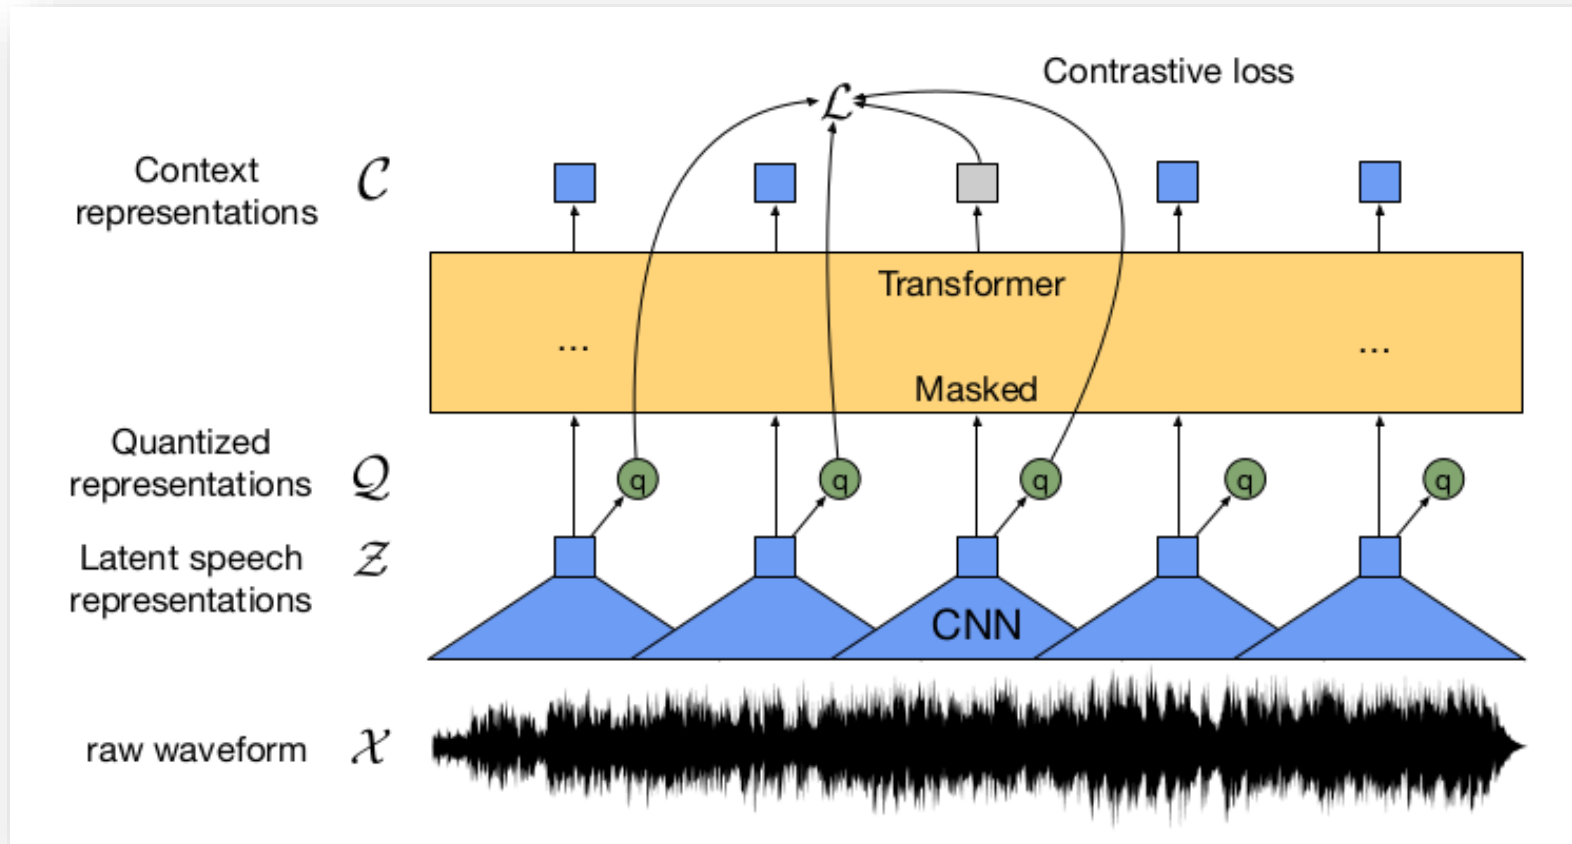 Contrastive loss
ℒ
Context
representations
𝒞
Transformer
... ...
Masked
Quantized
representations
𝒬
q q q q q
Latent speech
representations
𝒵
CNN
raw waveform
𝒳